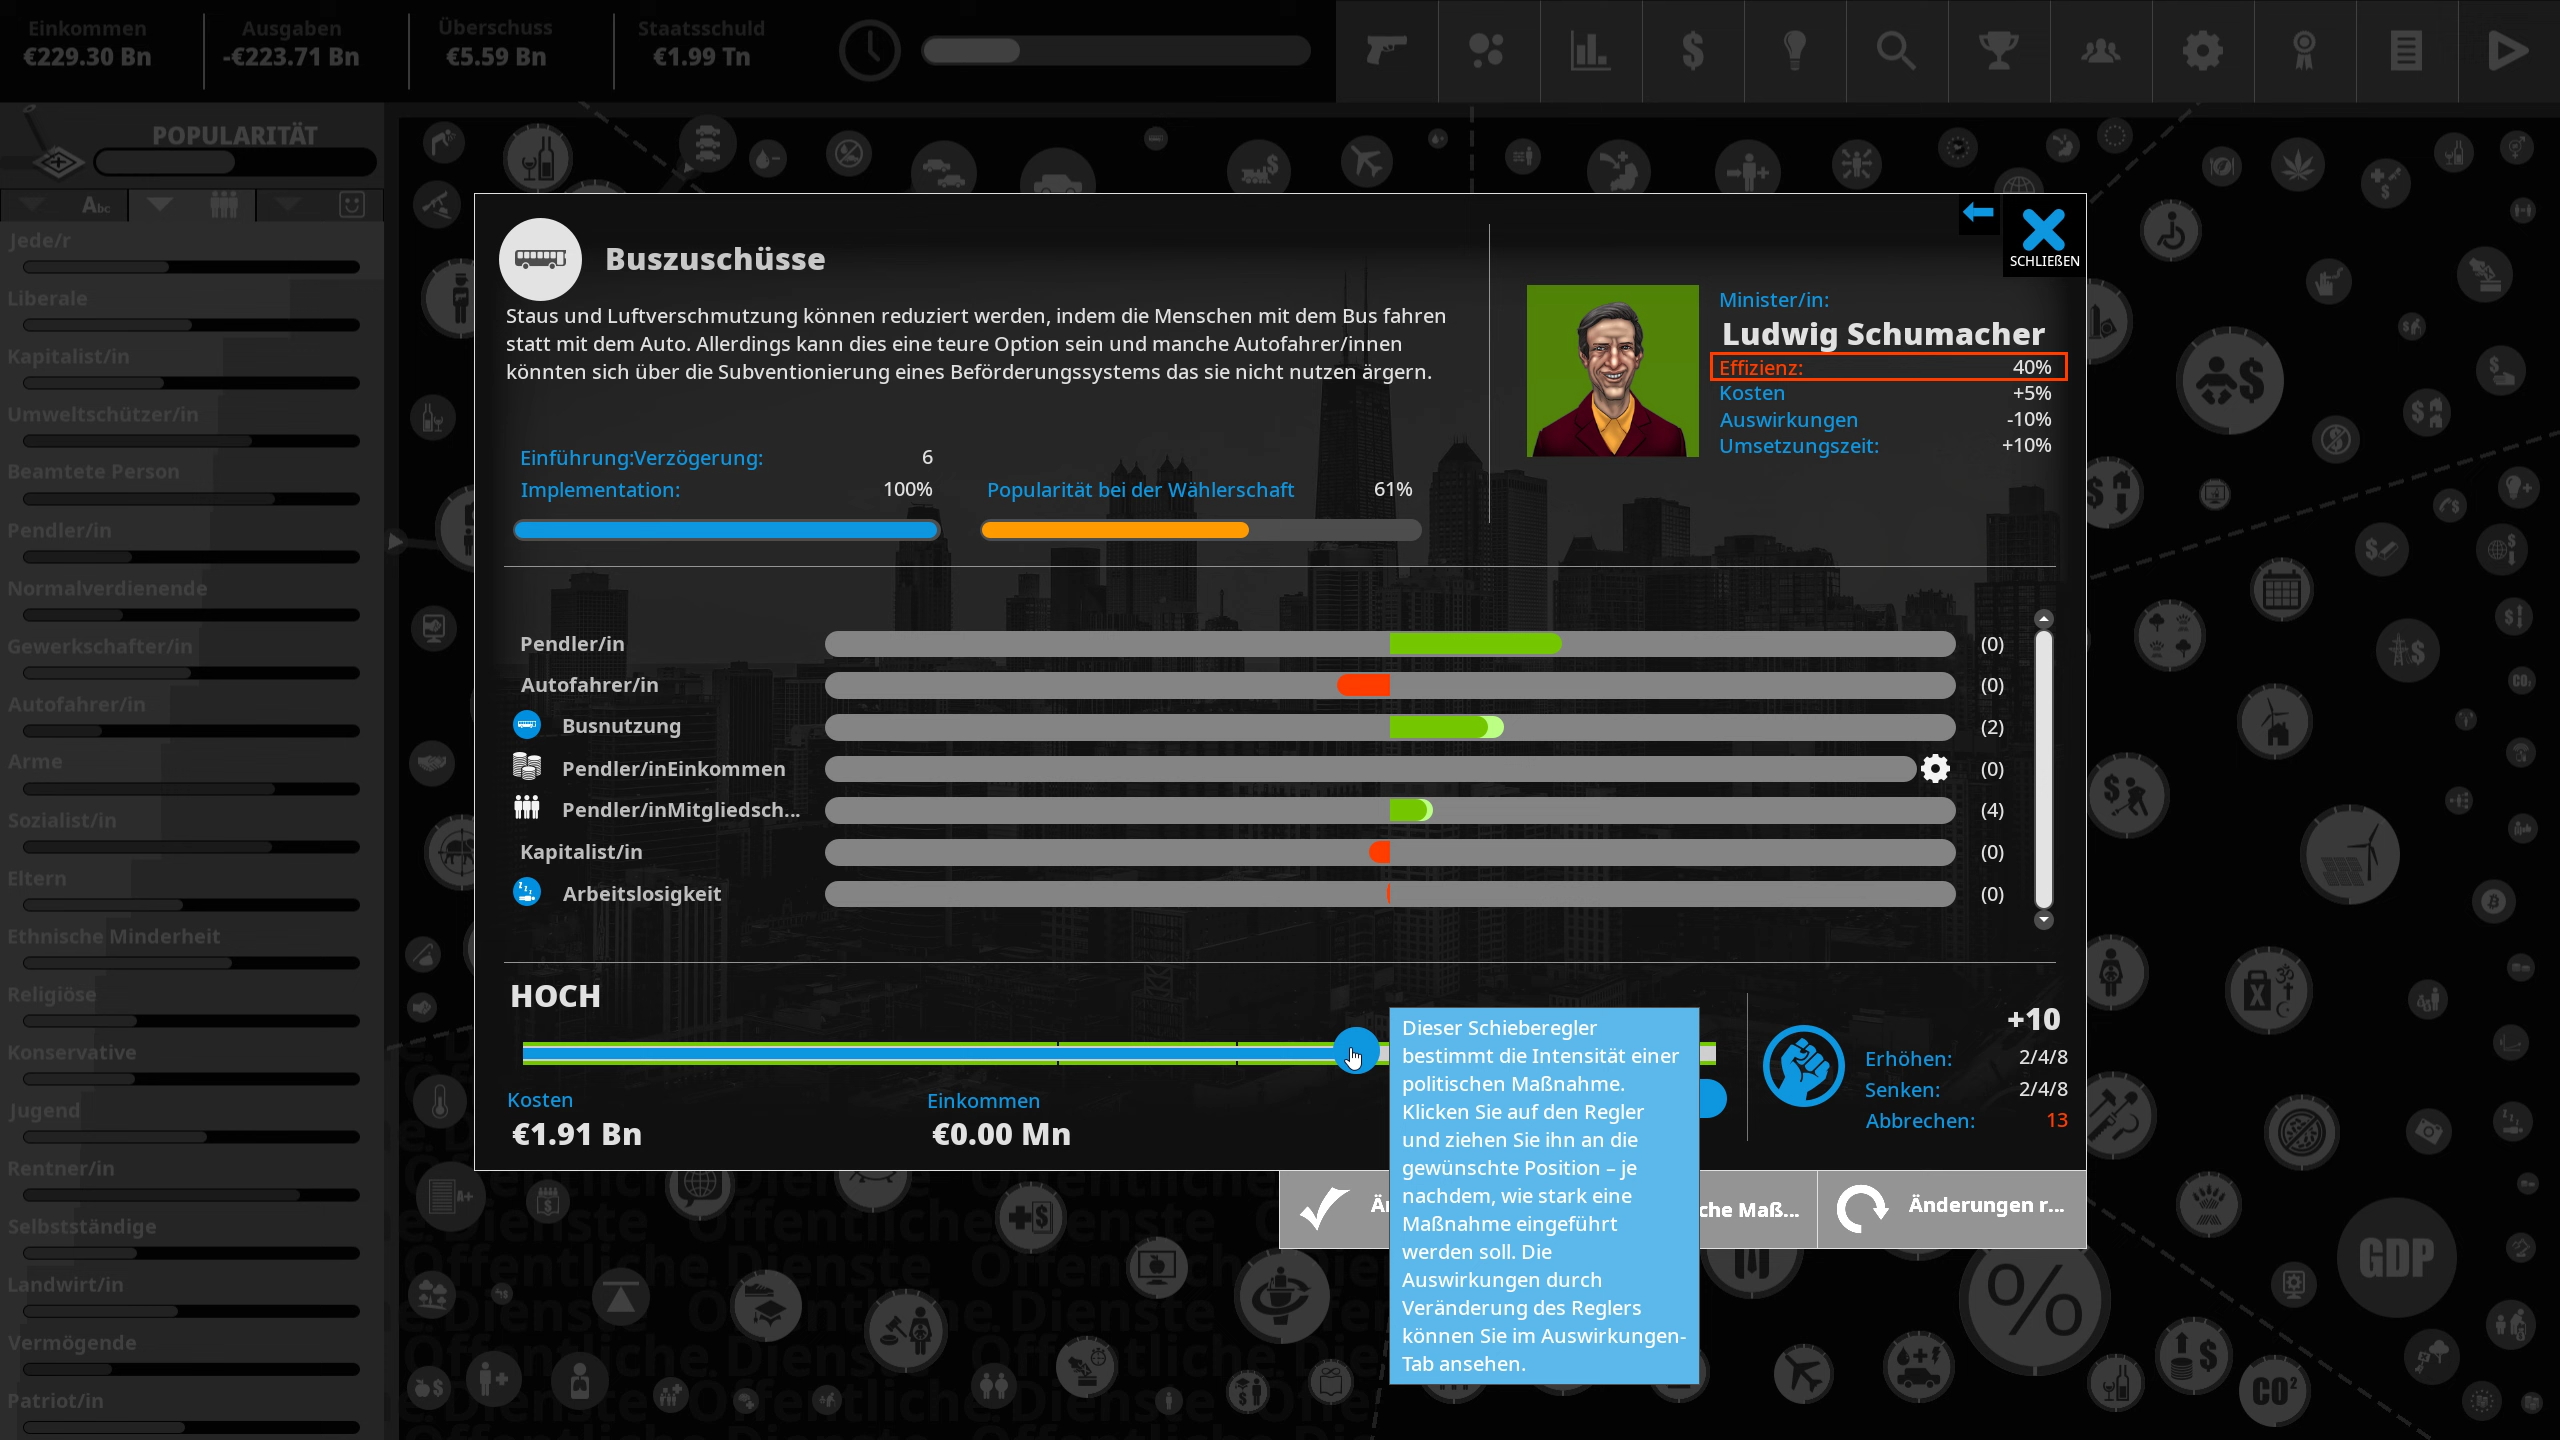 Einkommen
€229.30 Bn
Ausgaben
-€223.71 Bn
Überschuss
€5.59 Bn
Staatsschuld
€1.99 Tn
POPULARITÄT
Abc
Jede/r
Liberale
Kapitalist/in
Umweltschützer/in
Beamtete Person
Pendler/in
Normalverdienende
Gewerkschafter/in
Autofahrer/in
Arme
Sozialist/in
Eltern
Ethnische Minderheit
Religiöse
Konservative
Jugend
Rentner/in
Selbstständige
Landwirt/in
Vermögende
Patriot/in
Buszuschüsse
SCHLIEßEN
Staus und Luftverschmutzung können reduziert werden, indem die Menschen mit dem Bus fahren
statt mit dem Auto. Allerdings kann dies eine teure Option sein und manche Autofahrer/innen
könnten sich über die Subventionierung eines Beförderungssystems das sie nicht nutzen ärgern.
Minister/in:
Ludwig Schumacher
Effizienz: 40%
Kosten +5%
Auswirkungen -10%
Umsetzungszeit: +10%
Einführung:Verzögerung: 6
Implementation: 100%
Popularität bei der Wählerschaft 61%
Pendler/in (0)
Autofahrer/in (0)
Busnutzung (2)
Pendler/inEinkommen (0)
Pendler/inMitgliedsch... (4)
Kapitalist/in (0)
Arbeitslosigkeit (0)
HOCH
Kosten
€1.91 Bn
Einkommen
€0.00 Mn
Dieser Schieberegler
bestimmt die Intensität einer
politischen Maßnahme.
Klicken Sie auf den Regler
und ziehen Sie ihn an die
gewünschte Position – je
nachdem, wie stark eine
Maßnahme eingeführt
werden soll. Die
Auswirkungen durch
Veränderung des Reglers
können Sie im Auswirkungen-
Tab ansehen.
+10
Erhöhen: 2/4/8
Senken: 2/4/8
Abbrechen: 13
che Maß...
Änderungen r...
Öffentliche Dienste
GDP
CO²